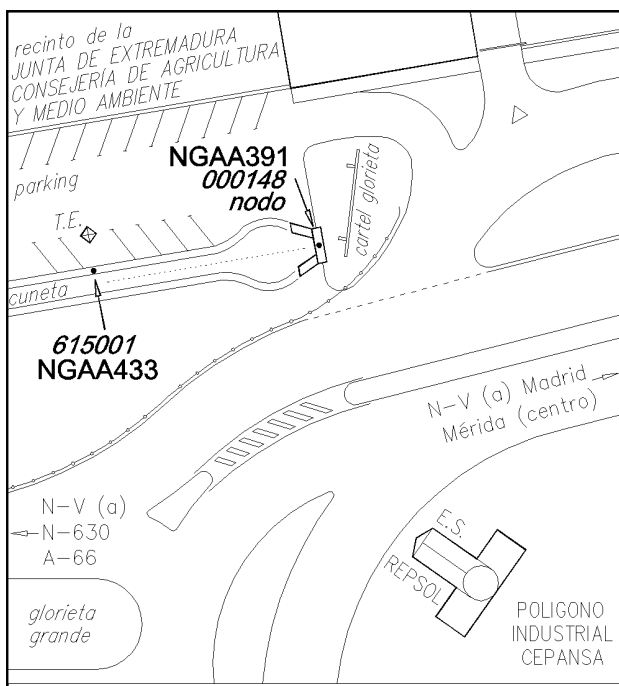 recinto de la
JUNTA DE EXTREMADURA
CONSEJERÍA DE AGRICULTURA
Y MEDIO AMBIENTE
NGAA391
000148
nodo
parking
cartel glorieta
T.E.
cuneta
615001
NGAA433
N-V (a) Madrid
Mérida (centro)
N-V (a)
N-630
A-66
E.S.
REPSOL
glorieta
grande
POLIGONO
INDUSTRIAL
CEPANSA